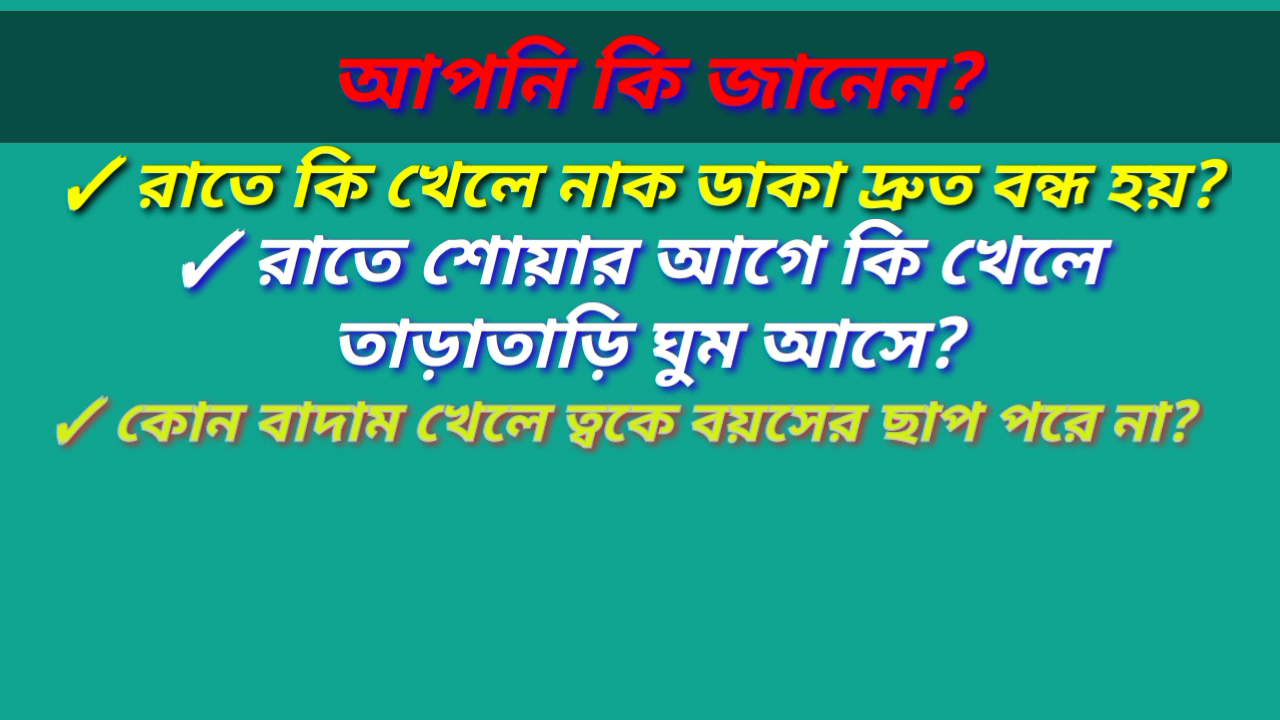 আপনি কি জানেন?
✓ রাতে কি খেলে নাক ডাকা দ্রুত বন্ধ হয়?
✓ রাতে শোয়ার আগে কি খেলে
তাড়াতাড়ি ঘুম আসে?
✓ কোন বাদাম খেলে ত্বকে বয়সের ছাপ পরে না?